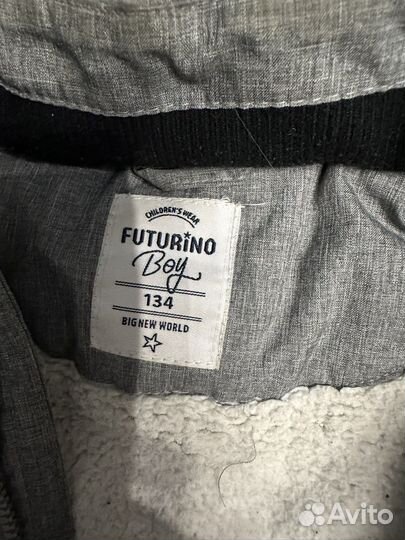 CHILDREN'S WEAR
FUTURiNO
Boy
134
BIG NEW WORLD
Avito